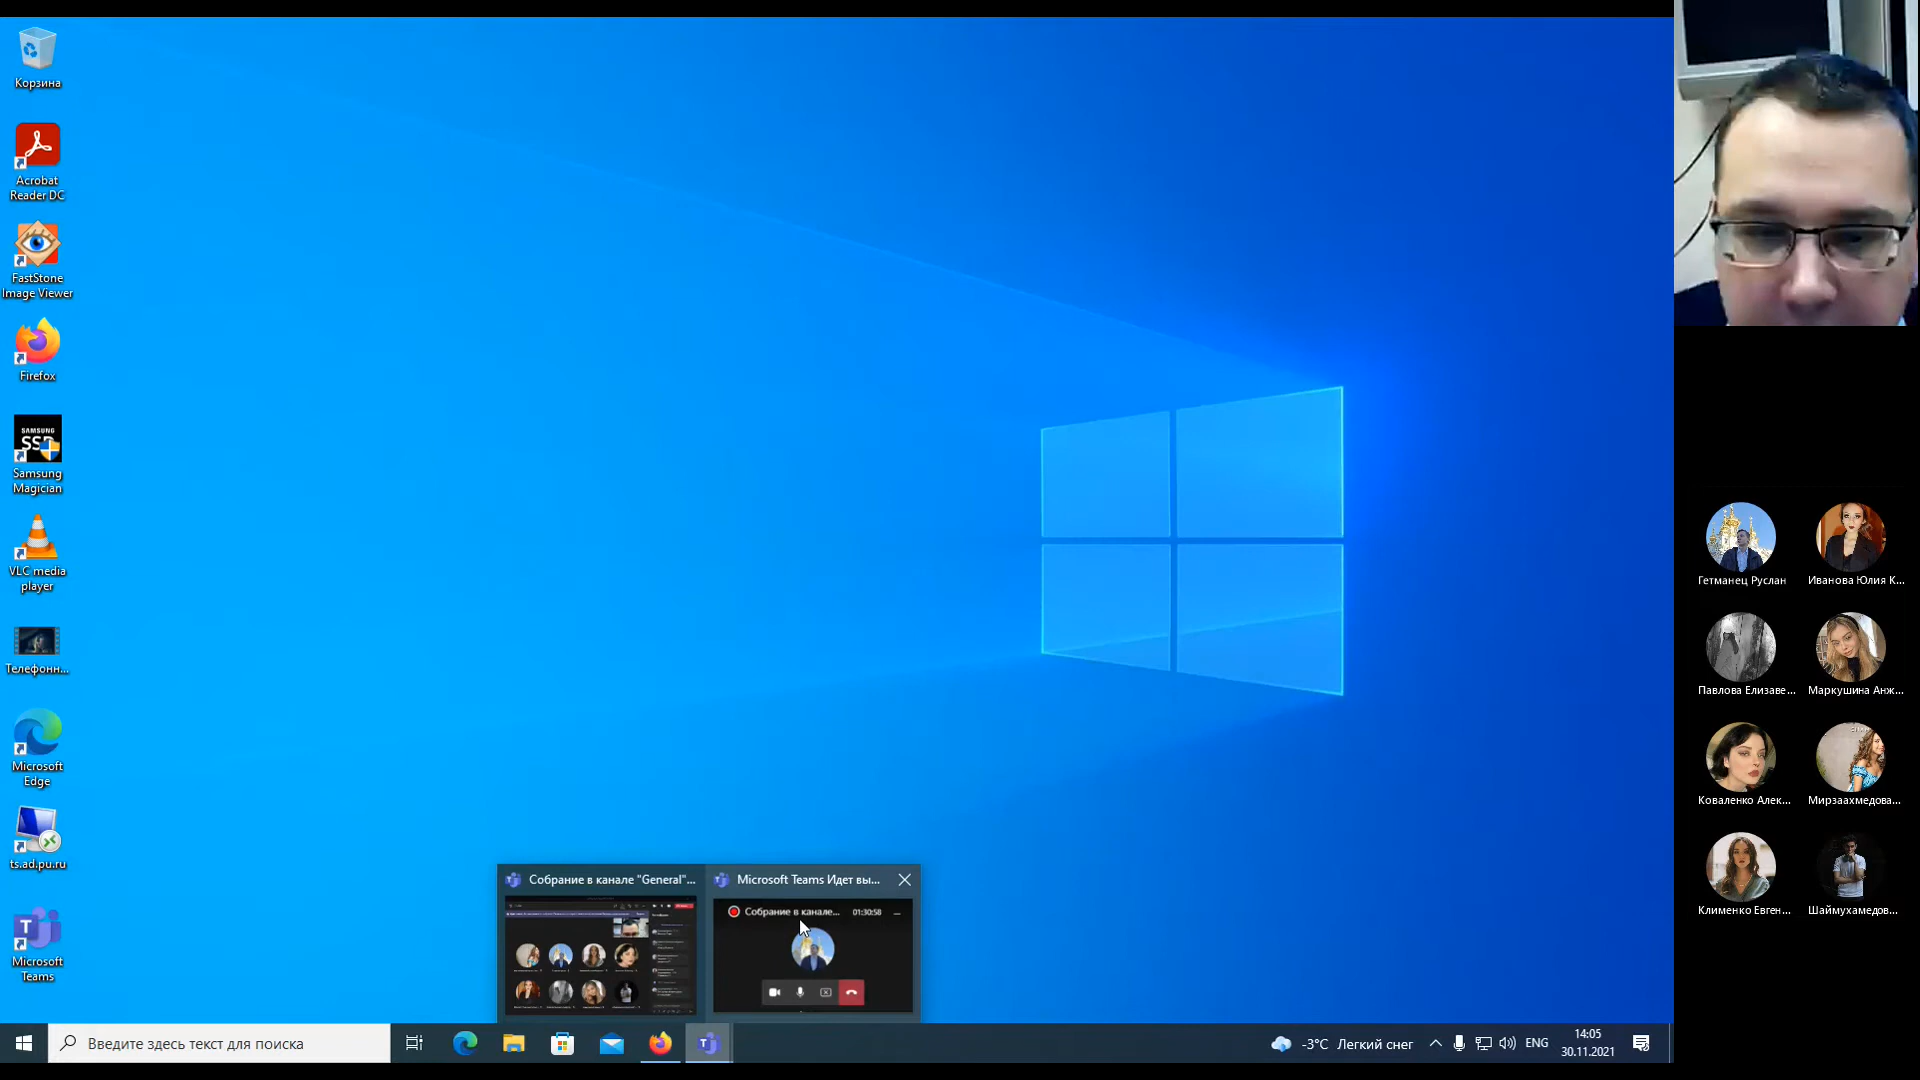 Корзина
Acrobat
Reader DC
FastStone
Image Viewer
Firefox
SAMSUNG
SSD
Samsung
Magician
VLC media
player
Телефонн...
Microsoft
Edge
ts.ad.pu.ru
Microsoft
Teams
Собрание в канале "General"...
Microsoft Teams Идет вы...
Собрание в канале...
01:30:58
Введите здесь текст для поиска
-3°C Легкий снег
ENG
14:05
30.11.2021
Гетманец Руслан
Иванова Юлия К...
Павлова Елизаве...
Маркушина Анж...
Коваленко Алек...
Мирзаахмедова...
Клименко Евген...
Шаймухамедов...